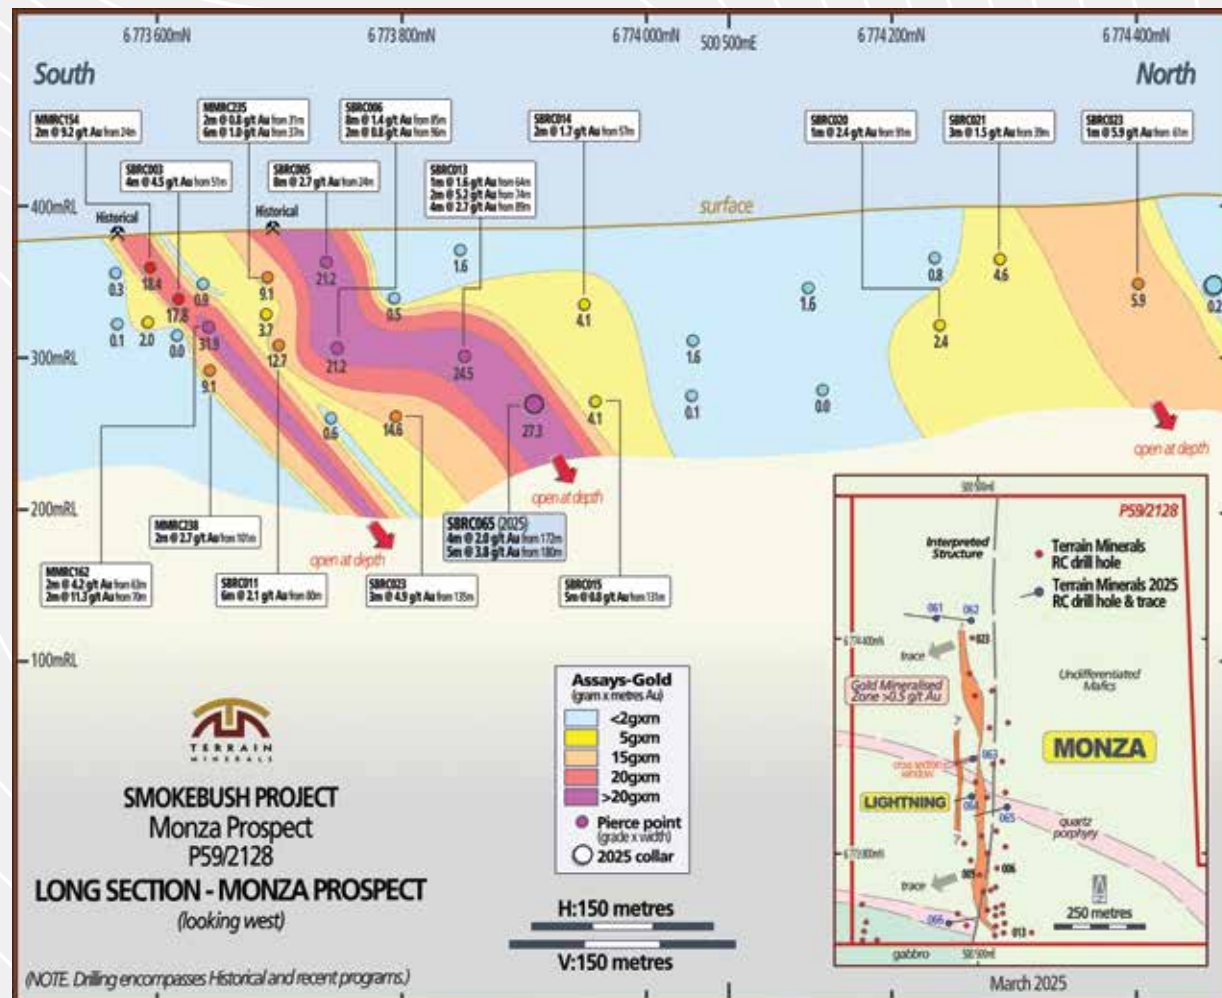 6 773 600mN
6 773 800mN
6 774 000mN
500 500mE
6 774 200mN
6 774 400mN
South
North
MMRC154
2m @ 9.2 g/t Au from 24m
MMRC235
2m @ 0.8 g/t Au from 31m
6m @ 1.0 g/t Au from 37m
SBRC006
8m @ 1.4 g/t Au from 85m
2m @ 0.8 g/t Au from 96m
SBRC014
2m @ 1.7 g/t Au from 57m
SBRC020
1m @ 2.4 g/t Au from 91m
SBRC021
3m @ 1.5 g/t Au from 39m
SBRC023
1m @ 5.9 g/t Au from 61m
SBRC003
4m @ 4.5 g/t Au from 51m
SBRC005
8m @ 2.7 g/t Au from 24m
SBRC013
1m @ 1.6 g/t Au from 64m
2m @ 5.2 g/t Au from 74m
4m @ 2.7 g/t Au from 89m
400mRL
Historical
Historical
surface
0.3
18.4
0.9
9.1
21.2
1.6
0.5
17.8
0.1
2.0
0.0
31.9
3.7
12.7
21.2
24.5
4.1
1.6
1.6
0.8
4.6
2.4
5.9
0.2
300mRL
9.1
0.6
14.6
27.3
4.1
0.1
0.0
open at depth
200mRL
open at depth
open at depth
MMRC238
2m @ 2.7 g/t Au from 101m
SBRC065 (2025)
4m @ 2.0 g/t Au from 172m
5m @ 3.8 g/t Au from 180m
MMRC162
2m @ 4.2 g/t Au from 63m
2m @ 11.3 g/t Au from 70m
SBRC011
6m @ 2.1 g/t Au from 80m
SBRC023
3m @ 4.9 g/t Au from 135m
SBRC015
5m @ 0.8 g/t Au from 131m
100mRL
TERRAIN
MINERALS
SMOKEBUSH PROJECT
Monza Prospect
P59/2128
LONG SECTION - MONZA PROSPECT
(looking west)
(NOTE. Drilling encompasses Historical and recent programs.)
Assays-Gold
(gram x metres Au)
<2gxm
5gxm
15gxm
20gxm
>20gxm
Pierce point
(grade x width)
2025 collar
H:150 metres
V:150 metres
500 500mE
P59/2128
Interpreted
Structure
Terrain Minerals
RC drill hole
Terrain Minerals 2025
RC drill hole & trace
061
062
6 774 400mN
023
trace
Gold Mineralised
Zone >0.5 g/t Au
Undifferentiated
Mafics
?
063
MONZA
cross section
window
LIGHTNING
064
065
?
quartz
porphyry
6 773 800mN
005
006
trace
066
013
250 metres
gabbro
500 500mE
March 2025